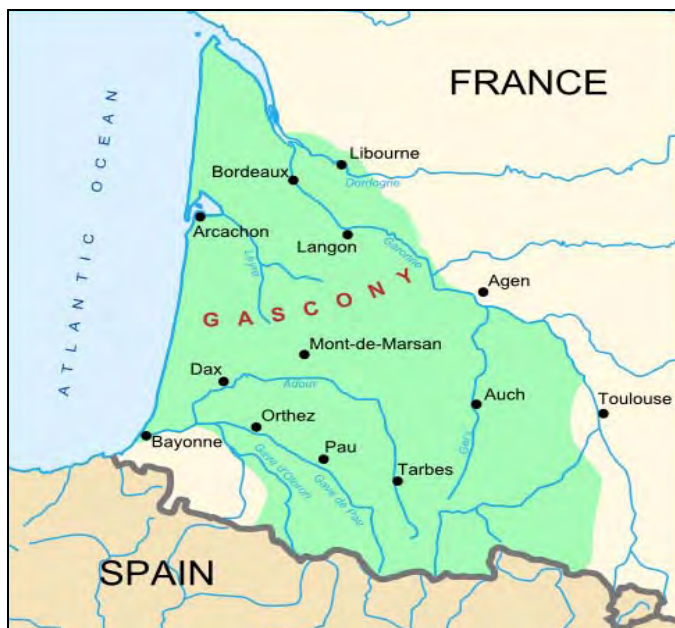 FRANCE
ATLANTIC OCEAN
Libourne
Bordeaux
Dordogne
Arcachon
Langon
Garonne
Leyre
Agen
GASCONY
Mont-de-Marsan
Dax
Adour
Auch
Toulouse
Orthez
Bayonne
Gers
Pau
Tarbes
Gave d'Oloron
Gave de Pau
SPAIN